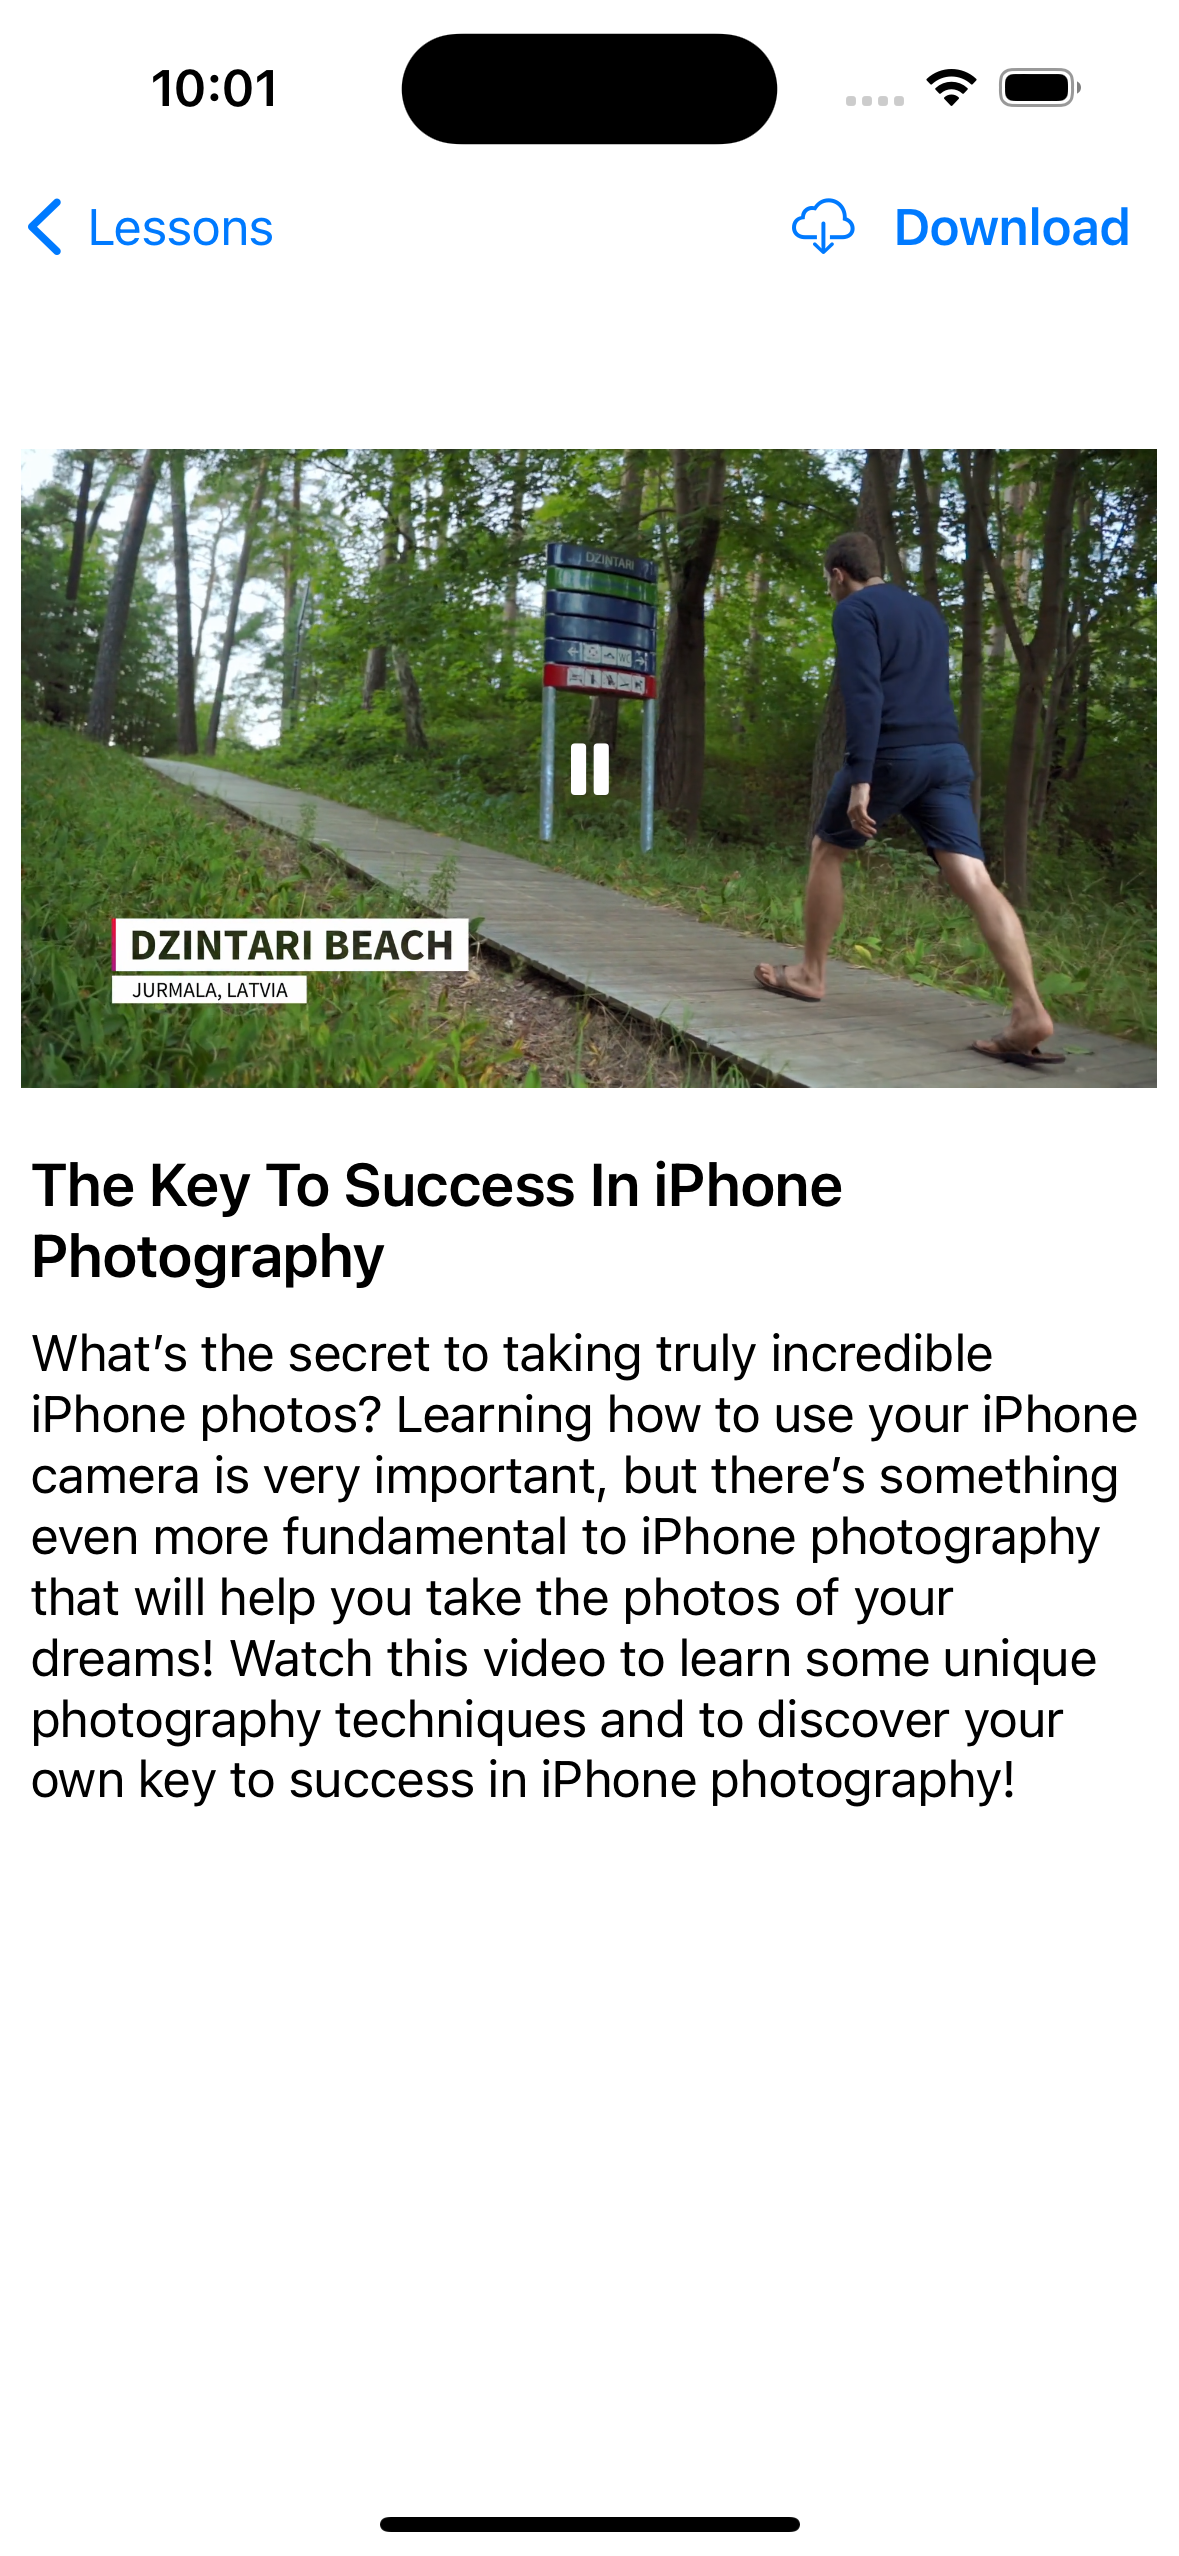 10:01
Lessons
Download
DZINTARI
WC
DZINTARI BEACH
JURMALA, LATVIA
The Key To Success In iPhone
Photography
What’s the secret to taking truly incredible
iPhone photos? Learning how to use your iPhone
camera is very important, but there’s something
even more fundamental to iPhone photography
that will help you take the photos of your
dreams! Watch this video to learn some unique
photography techniques and to discover your
own key to success in iPhone photography!